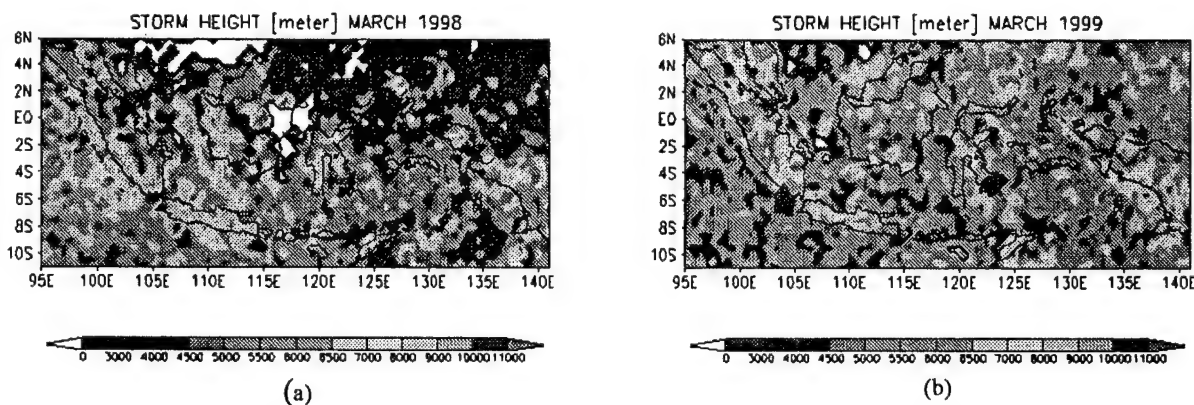 STORM HEIGHT [meter] MARCH 1998
6N
4N
2N
EQ
2S
4S
6S
8S
10S
95E 100E 105E 110E 115E 120E 125E 130E 135E 140E
0 3000 4000 4500 5000 5500 6000 6500 7000 8000 9000 10000 11000
(a)
STORM HEIGHT [meter] MARCH 1999
6N
4N
2N
EQ
2S
4S
6S
8S
10S
95E 100E 105E 110E 115E 120E 125E 130E 135E 140E
0 3000 4000 4500 5000 5500 6000 6500 7000 8000 9000 10000 11000
(b)